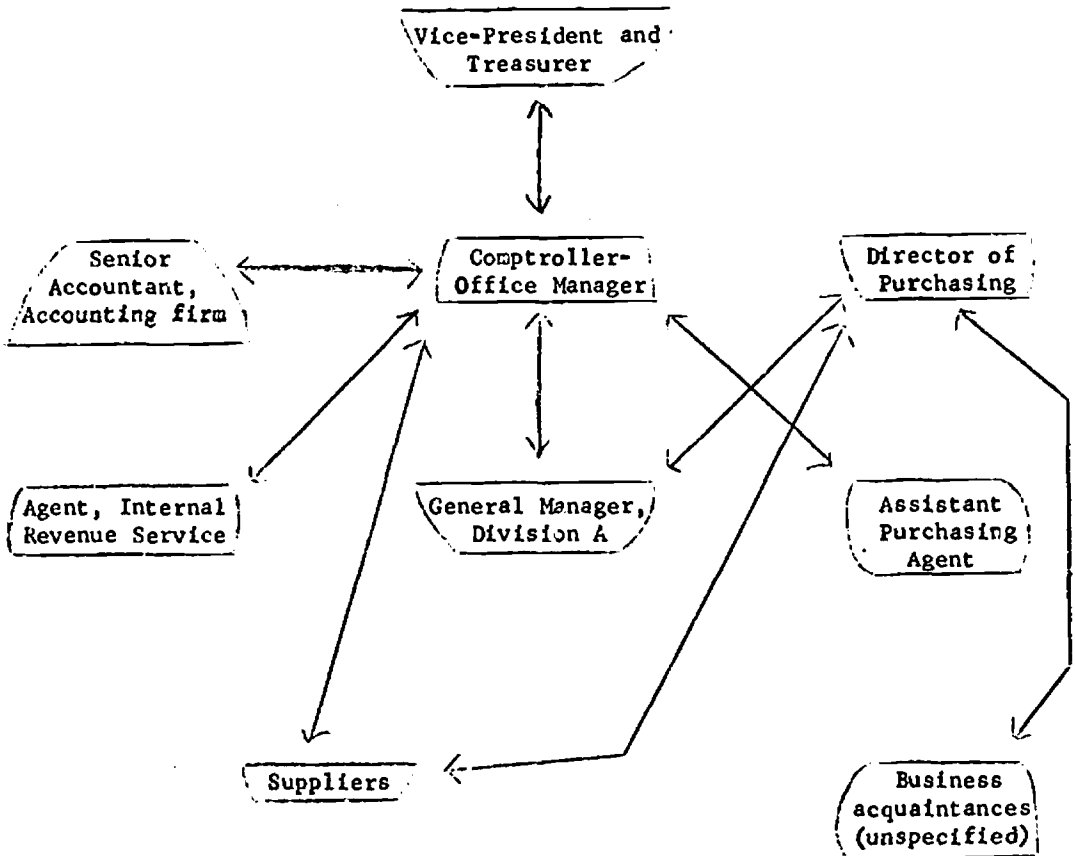 Vice-President and
Treasurer
Senior
Accountant,
Accounting firm
Comptroller-
Office Manager
Director of
Purchasing
Agent, Internal
Revenue Service
General Manager,
Division A
Assistant
Purchasing
Agent
Suppliers
Business
acquaintances
(unspecified)